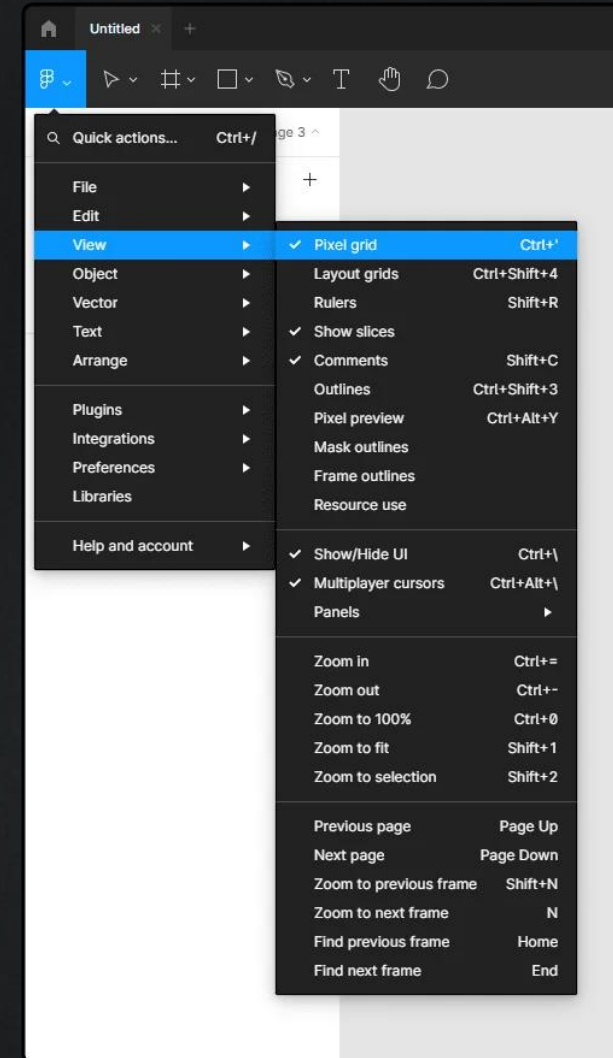 Untitled
ge 3
Quick actions... Ctrl+/
File
Edit
View
Object
Vector
Text
Arrange
Plugins
Integrations
Preferences
Libraries
Help and account
Pixel grid Ctrl+'
Layout grids Ctrl+Shift+4
Rulers Shift+R
Show slices
Comments Shift+C
Outlines Ctrl+Shift+3
Pixel preview Ctrl+Alt+Y
Mask outlines
Frame outlines
Resource use
Show/Hide UI Ctrl+\
Multiplayer cursors Ctrl+Alt+\
Panels
Zoom in Ctrl+=
Zoom out Ctrl+-
Zoom to 100% Ctrl+0
Zoom to fit Shift+1
Zoom to selection Shift+2
Previous page Page Up
Next page Page Down
Zoom to previous frame Shift+N
Zoom to next frame N
Find previous frame Home
Find next frame End